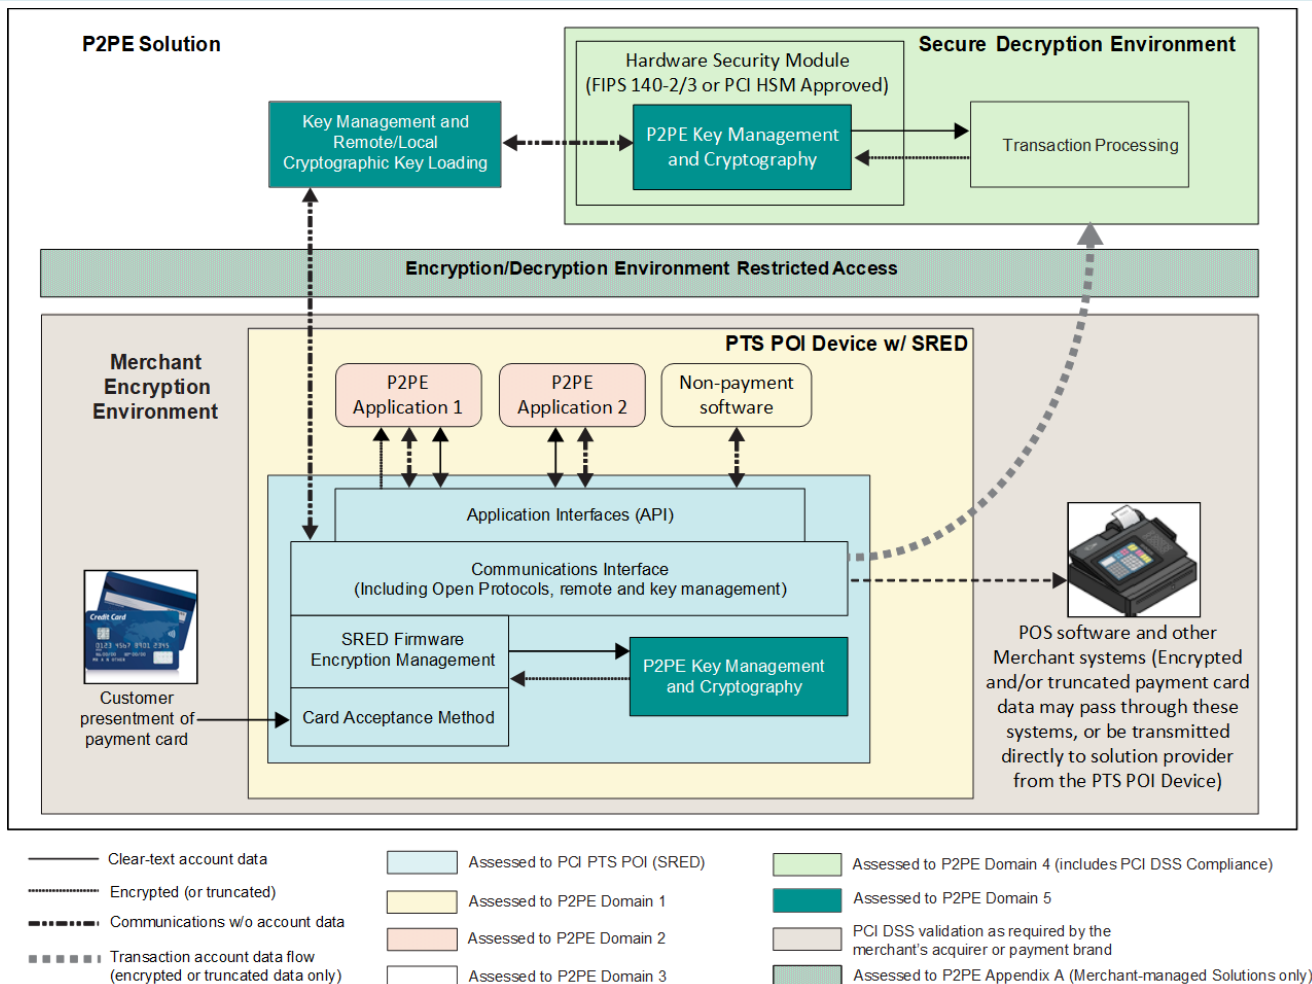 P2PE Solution
Secure Decryption Environment
Hardware Security Module
(FIPS 140-2/3 or PCI HSM Approved)
Key Management and
Remote/Local
Cryptographic Key Loading
P2PE Key Management
and Cryptography
Transaction Processing
Encryption/Decryption Environment Restricted Access
Merchant
Encryption
Environment
PTS POI Device w/ SRED
P2PE
Application 1
P2PE
Application 2
Non-payment
software
Application Interfaces (API)
Communications Interface
(Including Open Protocols, remote and key management)
SRED Firmware
Encryption Management
P2PE Key Management
and Cryptography
Card Acceptance Method
Credit Card
0123 4567 8901 2345
Customer
presentment of
payment card
POS software and other
Merchant systems (Encrypted
and/or truncated payment card
data may pass through these
systems, or be transmitted
directly to solution provider
from the PTS POI Device)
Clear-text account data
Encrypted (or truncated)
Communications w/o account data
Transaction account data flow
(encrypted or truncated data only)
Assessed to PCI PTS POI (SRED)
Assessed to P2PE Domain 1
Assessed to P2PE Domain 2
Assessed to P2PE Domain 3
Assessed to P2PE Domain 4 (includes PCI DSS Compliance)
Assessed to P2PE Domain 5
PCI DSS validation as required by the
merchant's acquirer or payment brand
Assessed to P2PE Appendix A (Merchant-managed Solutions only)